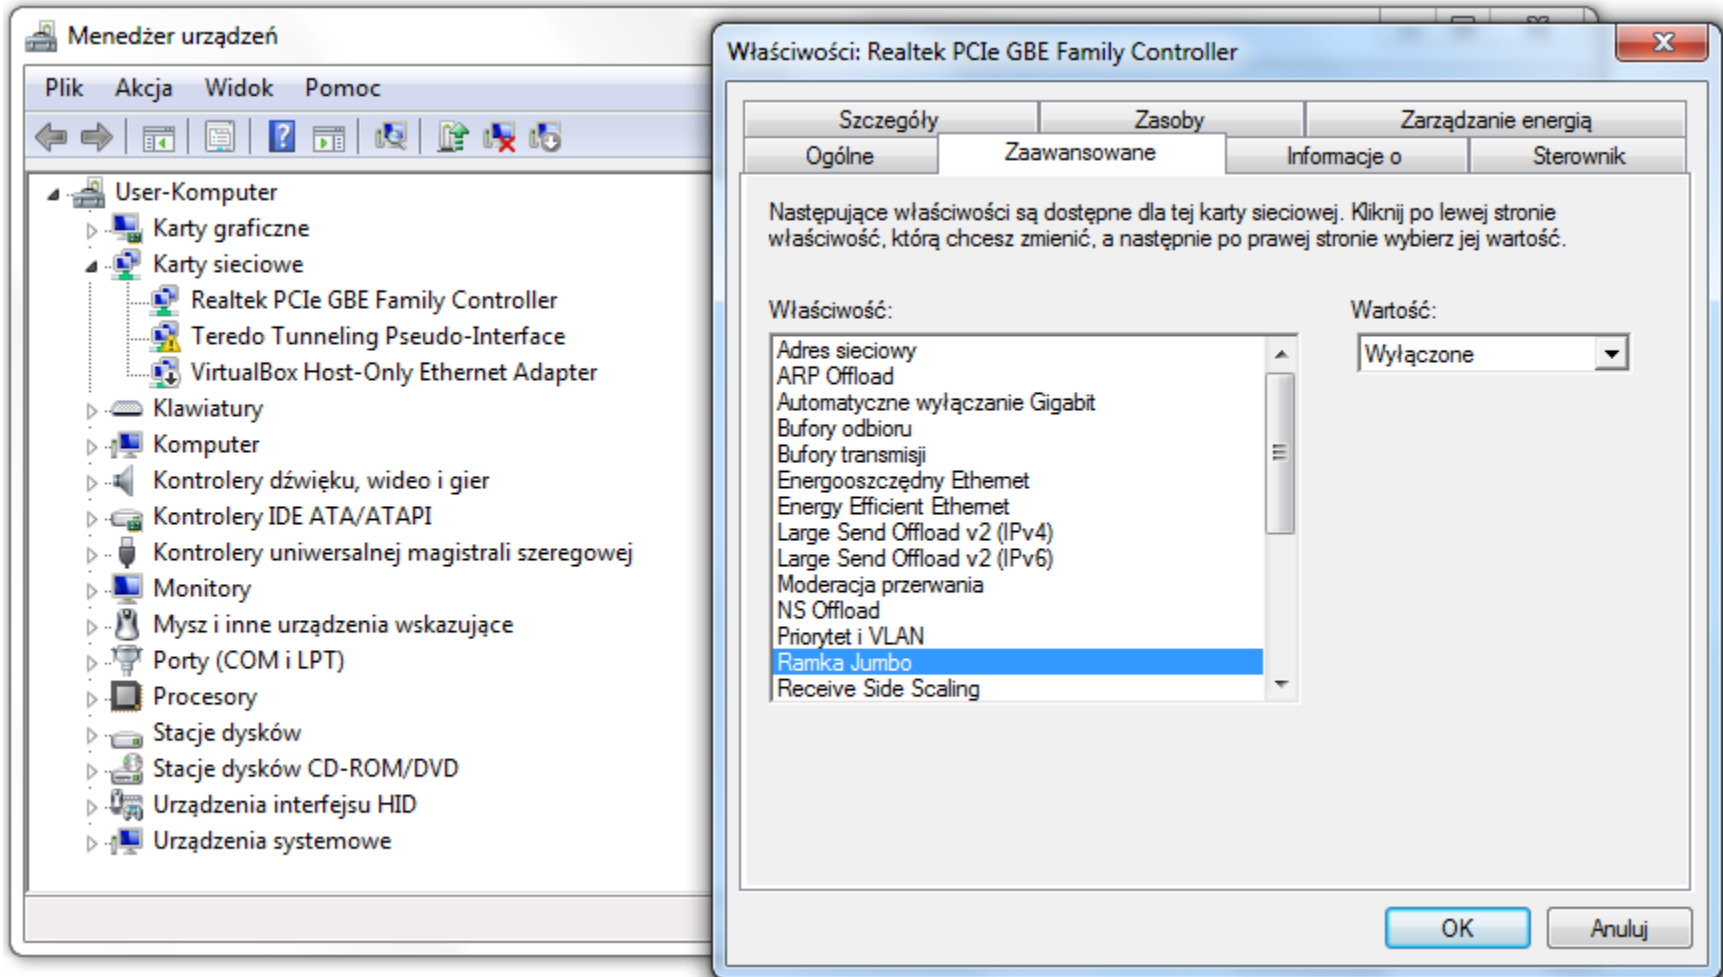 Menedżer urządzeń
Plik Akcja Widok Pomoc
User-Komputer
Karty graficzne
Karty sieciowe
Realtek PCIe GBE Family Controller
Teredo Tunneling Pseudo-Interface
VirtualBox Host-Only Ethernet Adapter
Klawiatury
Komputer
Kontrolery dźwięku, wideo i gier
Kontrolery IDE ATA/ATAPI
Kontrolery uniwersalnej magistrali szeregowej
Monitory
Mysz i inne urządzenia wskazujące
Porty (COM i LPT)
Procesory
Stacje dysków
Stacje dysków CD-ROM/DVD
Urządzenia interfejsu HID
Urządzenia systemowe
Właściwości: Realtek PCIe GBE Family Controller
Szczegóły Zasoby Zarządzanie energią
Ogólne Zaawansowane Informacje o Sterownik
Następujące właściwości są dostępne dla tej karty sieciowej. Kliknij po lewej stronie
właściwość, którą chcesz zmienić, a następnie po prawej stronie wybierz jej wartość.
Właściwość:
Adres sieciowy
ARP Offload
Automatyczne wyłączanie Gigabit
Bufory odbioru
Bufory transmisji
Energooszczędny Ethernet
Energy Efficient Ethernet
Large Send Offload v2 (IPv4)
Large Send Offload v2 (IPv6)
Moderacja przerwania
NS Offload
Priorytet i VLAN
Ramka Jumbo
Receive Side Scaling
Wartość:
Wyłączone
OK Anuluj